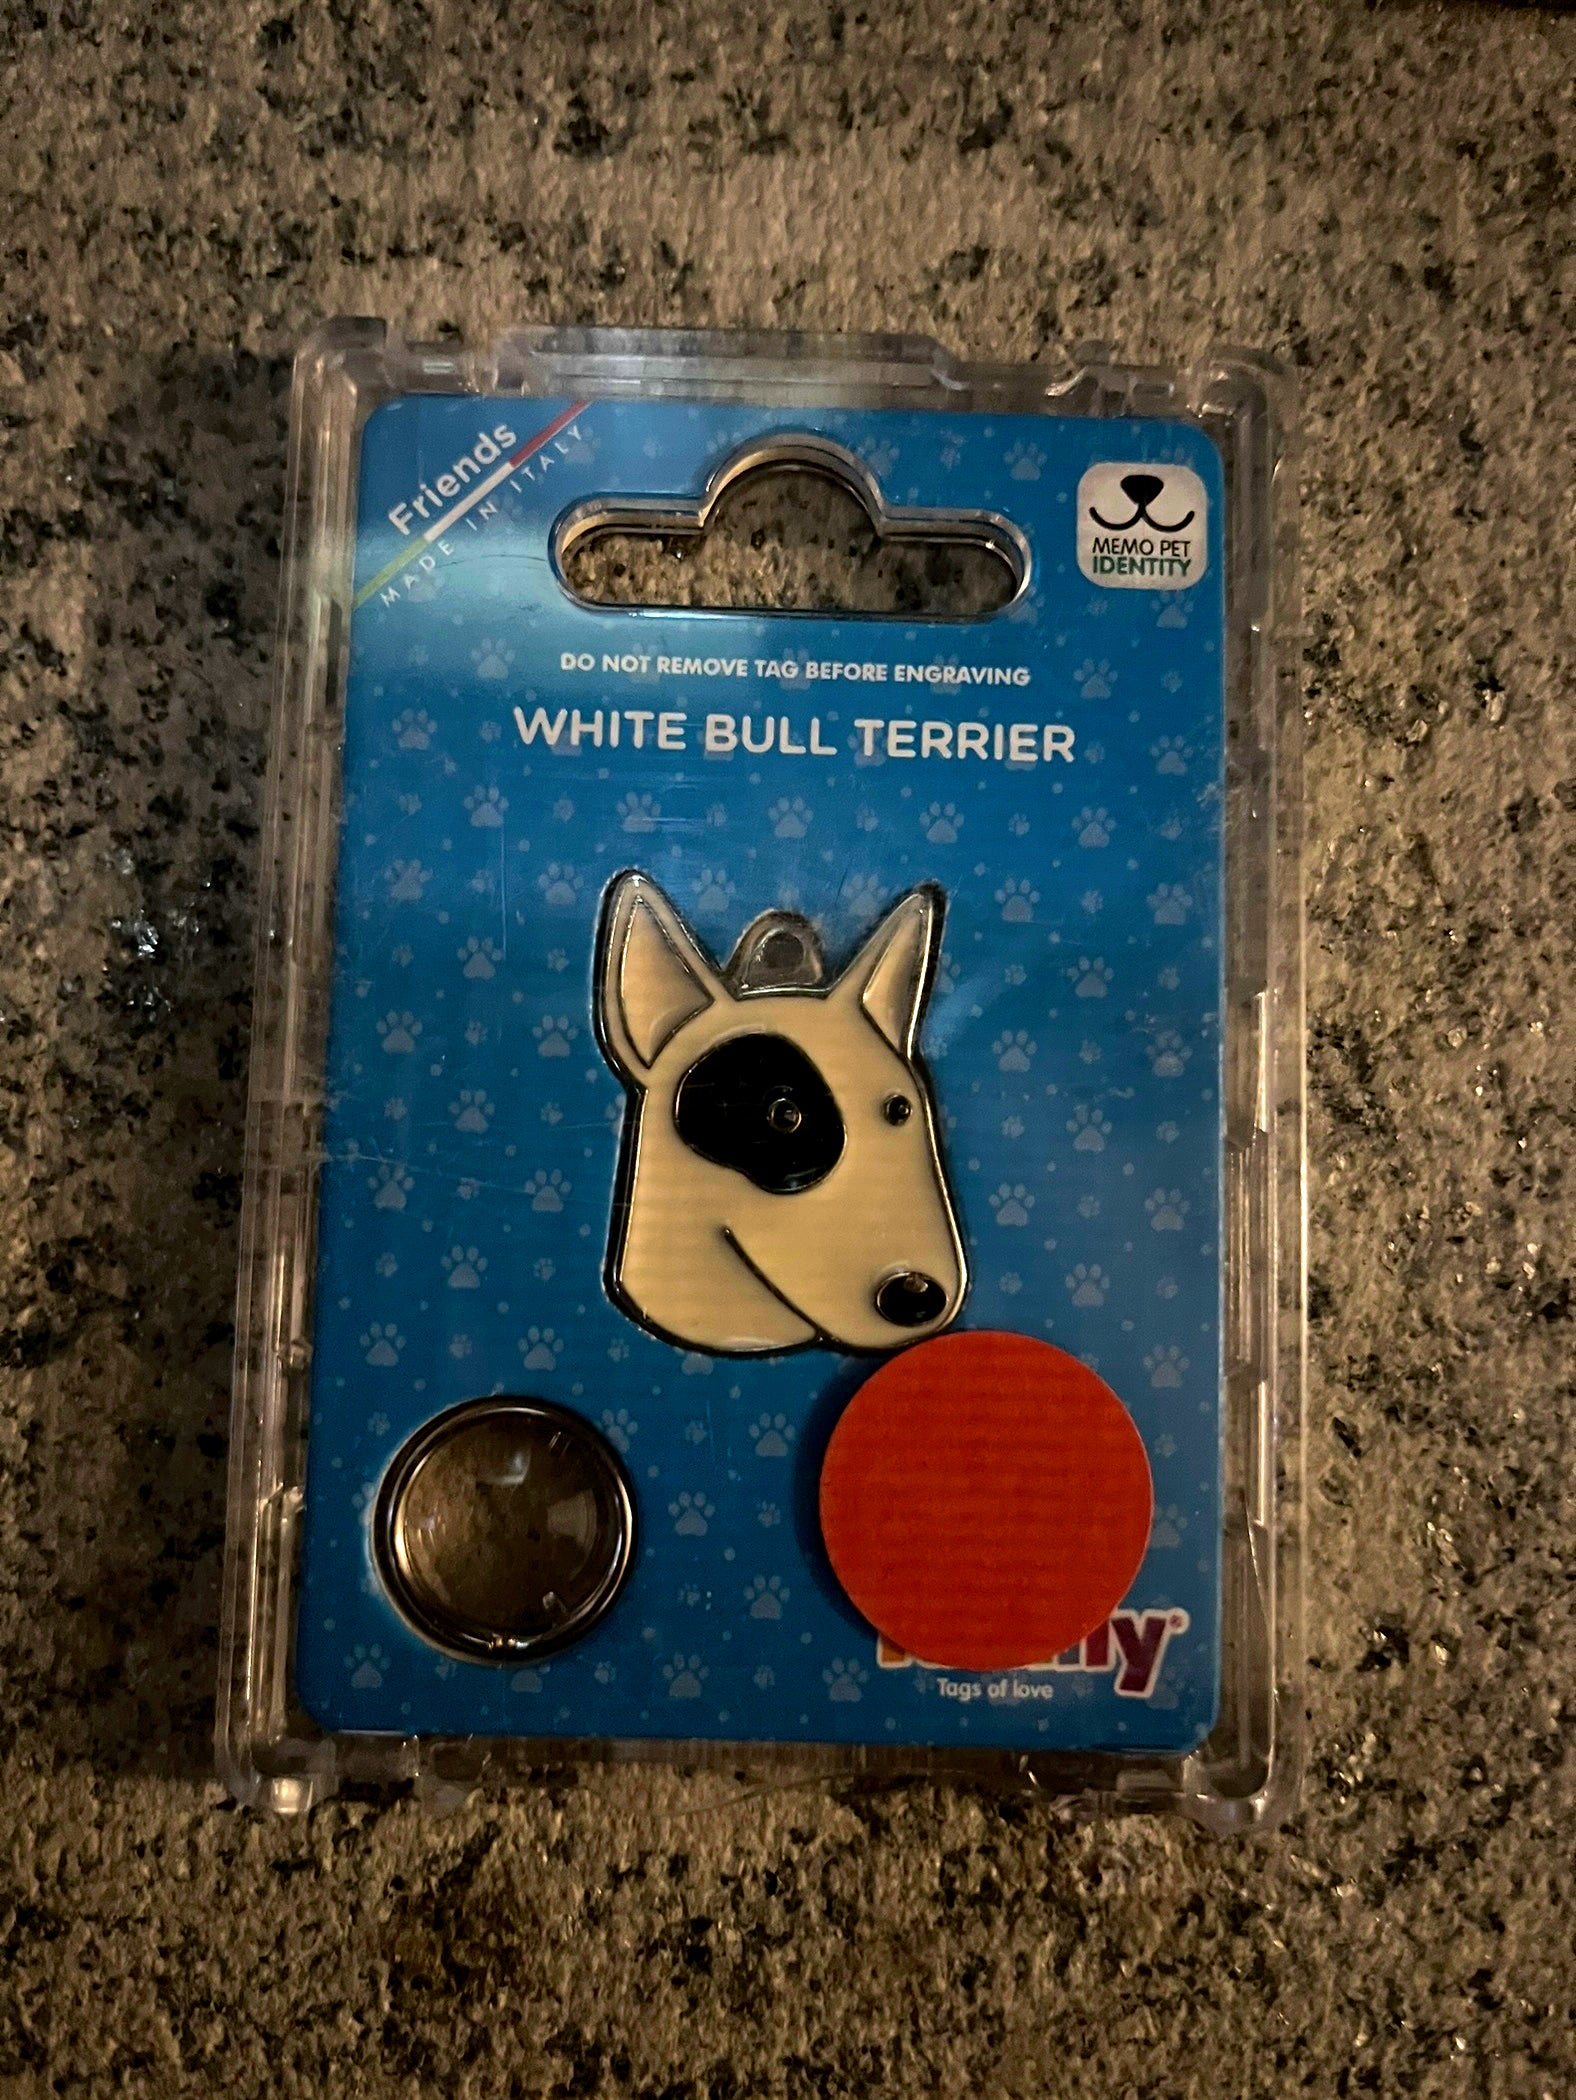 Friends
MADE IN ITALY
MEMO PET
IDENTITY
DO NOT REMOVE TAG BEFORE ENGRAVING
WHITE BULL TERRIER
Tags of love